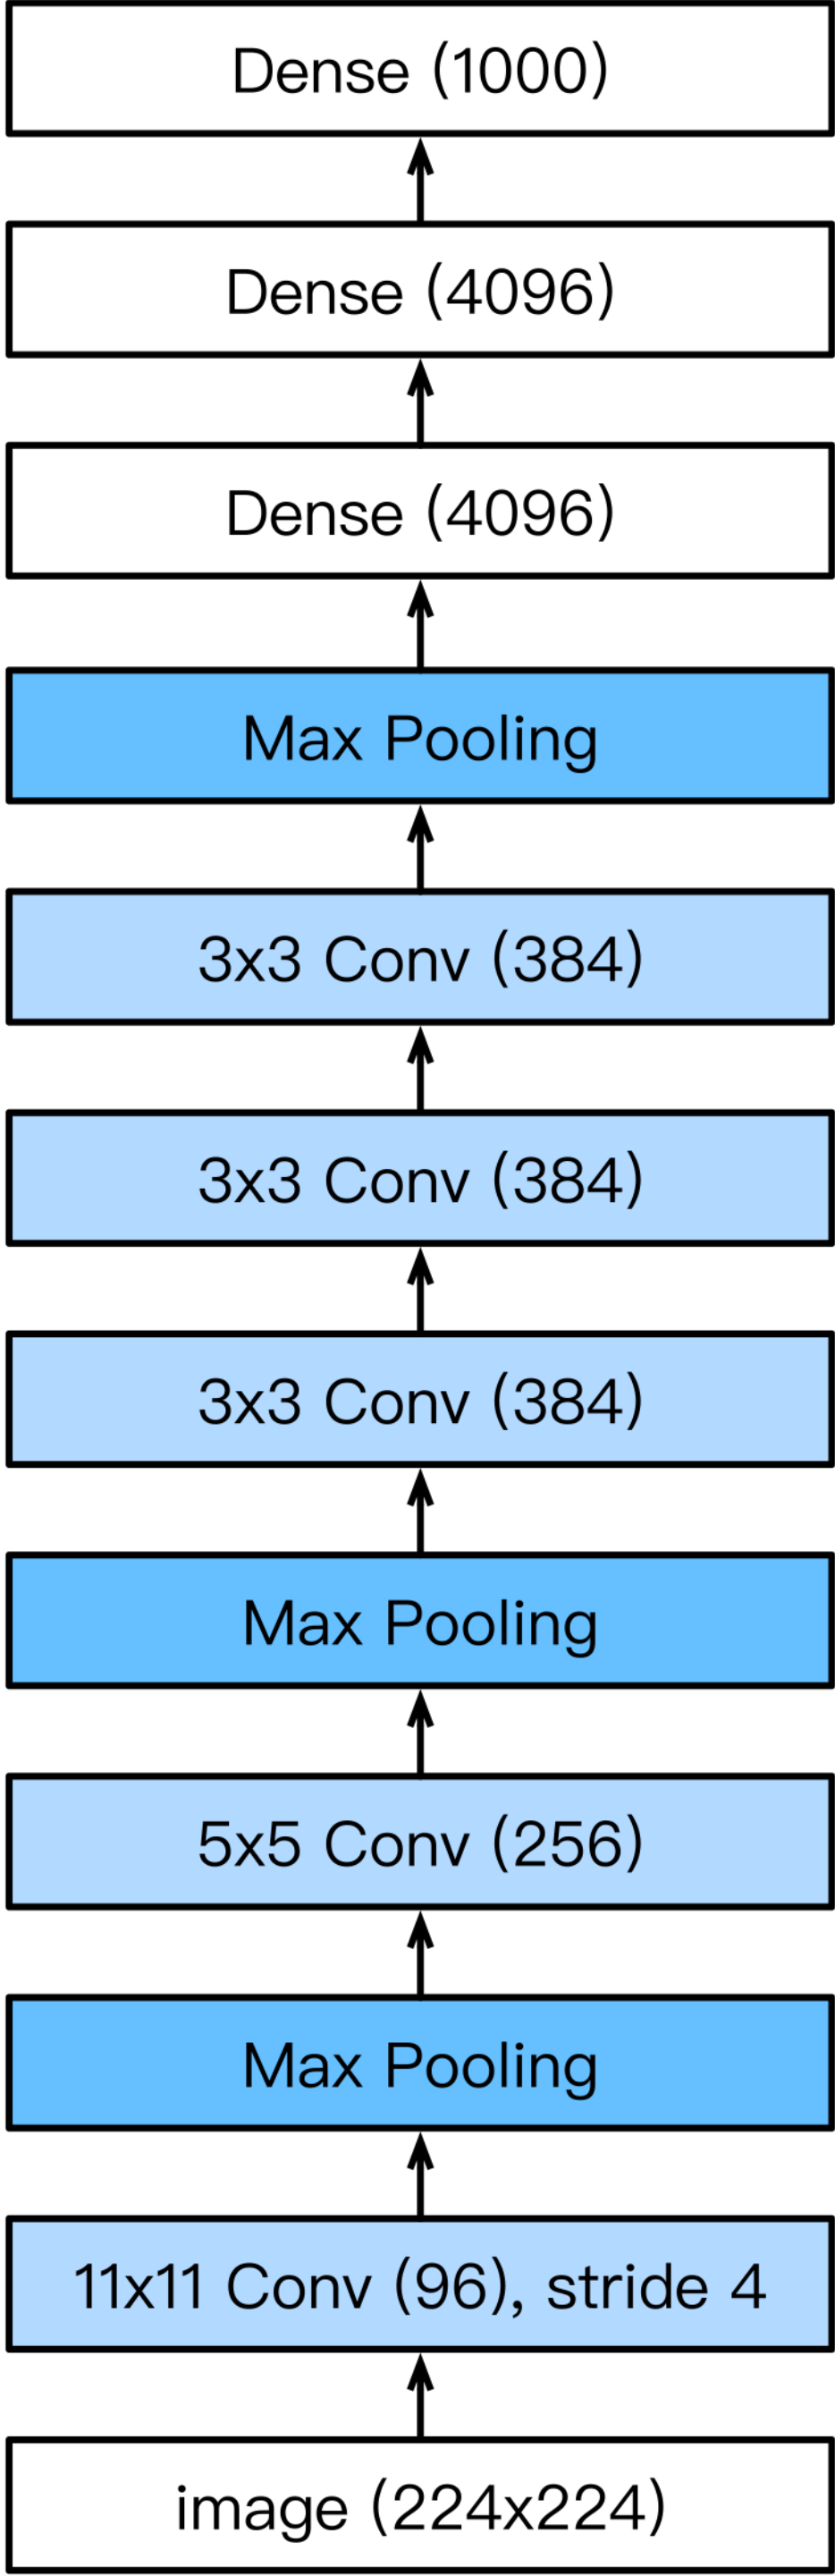 Dense (1000)
Dense (4096)
Dense (4096)
Max Pooling
3x3 Conv (384)
3x3 Conv (384)
3x3 Conv (384)
Max Pooling
5x5 Conv (256)
Max Pooling
11x11 Conv (96), stride 4
image (224x224)